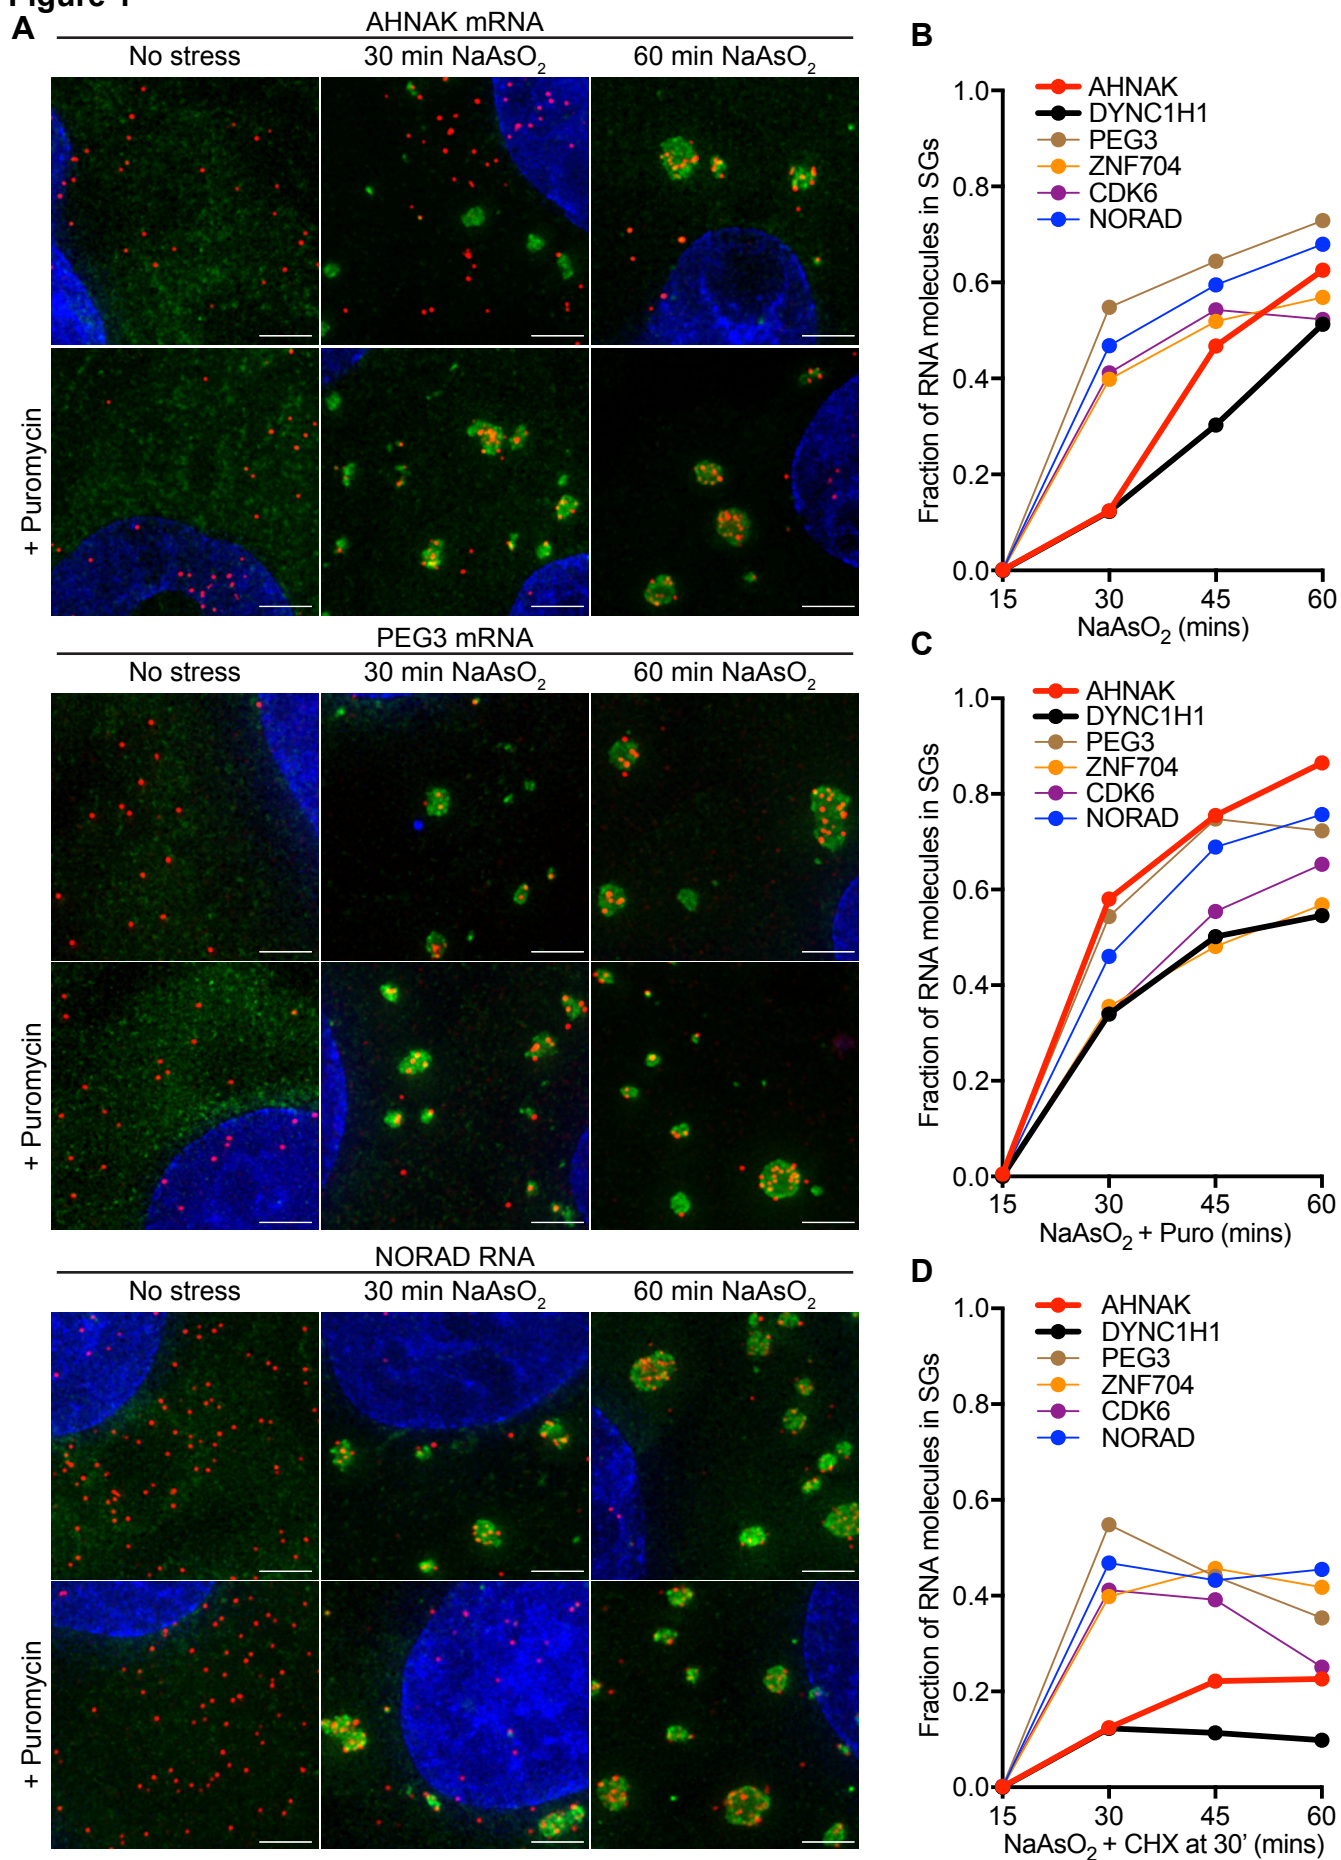 A
AHNAK mRNA
No stress
30 min NaAsO2
60 min NaAsO2
+ Puromycin
PEG3 mRNA
No stress
30 min NaAsO2
60 min NaAsO2
+ Puromycin
NORAD RNA
No stress
30 min NaAsO2
60 min NaAsO2
+ Puromycin
B
AHNAK
DYNC1H1
PEG3
ZNF704
CDK6
NORAD
Fraction of RNA molecules in SGs
1.0
0.8
0.6
0.4
0.2
0.0
15 30 45 60
NaAsO2 (mins)
C
AHNAK
DYNC1H1
PEG3
ZNF704
CDK6
NORAD
Fraction of RNA molecules in SGs
1.0
0.8
0.6
0.4
0.2
0.0
15 30 45 60
NaAsO2 + Puro (mins)
D
AHNAK
DYNC1H1
PEG3
ZNF704
CDK6
NORAD
Fraction of RNA molecules in SGs
1.0
0.8
0.6
0.4
0.2
0.0
15 30 45 60
NaAsO2 + CHX at 30' (mins)